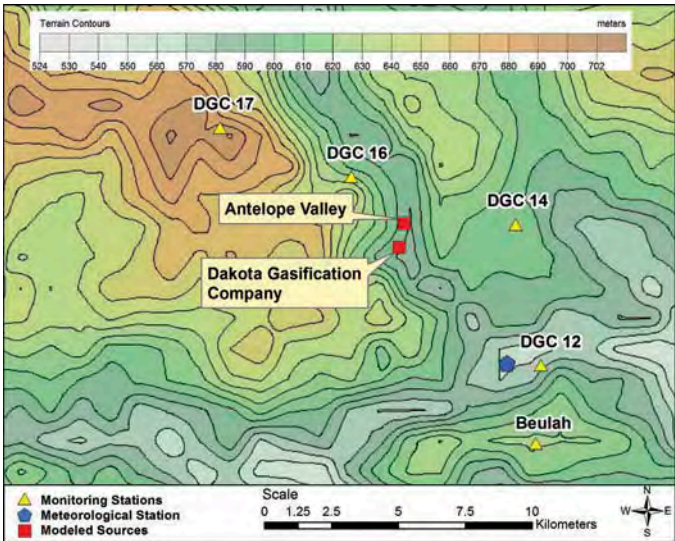 Terrain Contours meters
524 530 540 550 560 570 580 590 600 610 620 630 640 650 660 670 680 690 700 702
DGC 17
DGC 16
Antelope Valley
DGC 14
Dakota Gasification
Company
DGC 12
Beulah
Monitoring Stations
Meteorological Station
Modeled Sources
Scale
0 1.25 2.5 5 7.5 10
Kilometers
N
W E
S